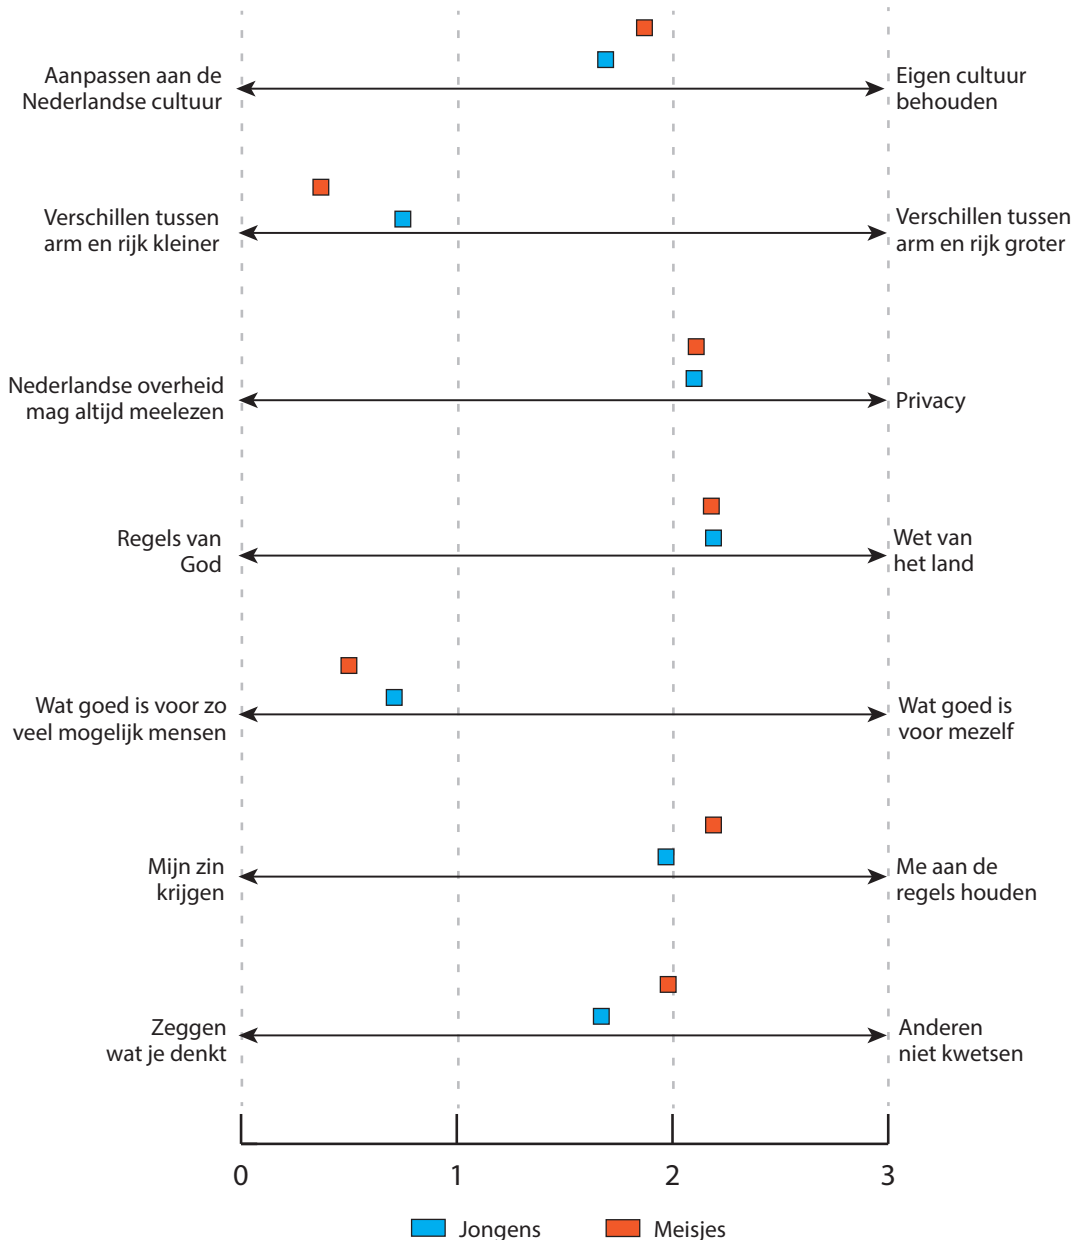 Aanpassen aan de
Nederlandse cultuur
Eigen cultuur
behouden
Verschillen tussen
arm en rijk kleiner
Verschillen tussen
arm en rijk groter
Nederlandse overheid
mag altijd meelezen
Privacy
Regels van
God
Wet van
het land
Wat goed is voor zo
veel mogelijk mensen
Wat goed is
voor mezelf
Mijn zin
krijgen
Me aan de
regels houden
Zeggen
wat je denkt
Anderen
niet kwetsen
0 1 2 3
Jongens Meisjes